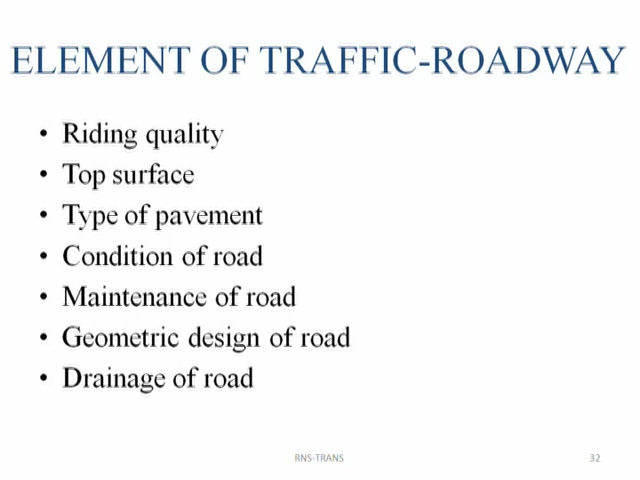 ELEMENT OF TRAFFIC-ROADWAY
• Riding quality
• Top surface
• Type of pavement
• Condition of road
• Maintenance of road
• Geometric design of road
• Drainage of road
RNS-TRANS 32